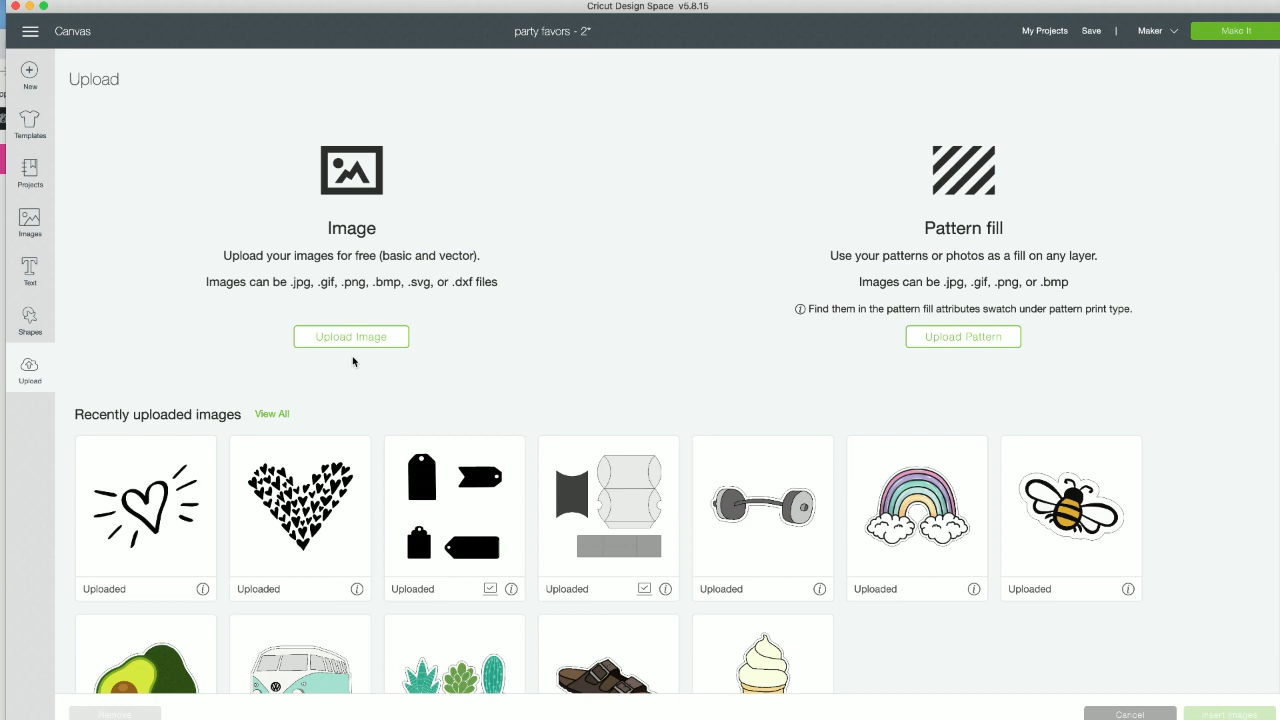 Cricut Design Space v5.8.15
Canvas
party favors - 2*
My Projects Save | Maker
Make It
New
Templates
Projects
Images
Text
Shapes
Upload
Upload
Image
Upload your images for free (basic and vector).
Images can be .jpg, .gif, .png, .bmp, .svg, or .dxf files
Upload Image
Pattern fill
Use your patterns or photos as a fill on any layer.
Images can be .jpg, .gif, .png, or .bmp
Find them in the pattern fill attributes swatch under pattern print type.
Upload Pattern
Recently uploaded images View All
Uploaded
Uploaded
Uploaded
Uploaded
Uploaded
Uploaded
Uploaded
Remove
Cancel
Insert Images